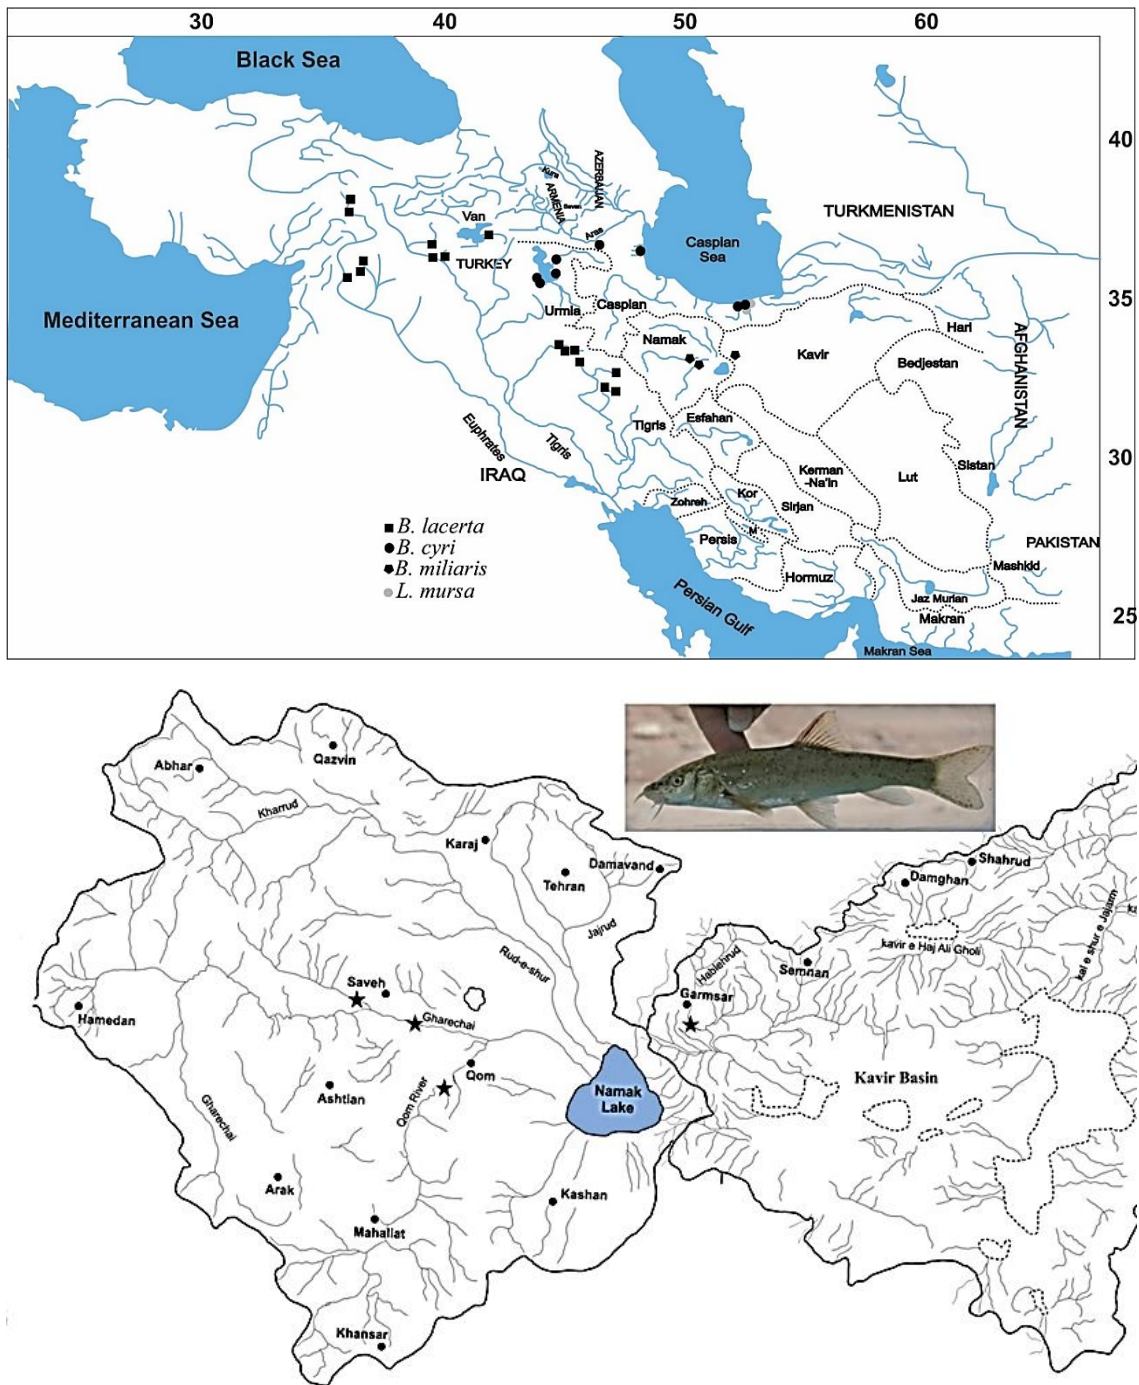 30 40 50 60
Black Sea
40
Kura
AZERBAIJAN
ARMENIA
Sevan
TURKMENISTAN
Van
Aras
Caspian
Sea
TURKEY
35
Mediterranean Sea
Urmia
Caspian
Hari
AFGHANISTAN
Namak
Kavir
Bedjestan
Euphrates
Tigris
Tigris
Esfahan
30
IRAQ
Kerman
-Na'in
Lut
Sistan
Zohreh
Kor
Sirjan
M
B. lacerta
B. cyri
B. miliaris
L. mursa
Persis
PAKISTAN
Mashkid
Hormuz
Persian Gulf
Jaz Murian
Makran
25
Makran Sea
Abhar
Qazvin
Kharrud
Karaj
Damavand
Tehran
Shahrud
Damghan
Jajrud
Rud-e-shur
Hablehrud
kavir e Haj Ali Gholi
kal e shur e Jajarm
ka
Semnan
Saveh
Garmsar
Hamedan
Gharechai
Qom
Kavir Basin
Namak
Lake
Ashtian
Qom River
Gharechai
Arak
Kashan
Mahallat
Khansar